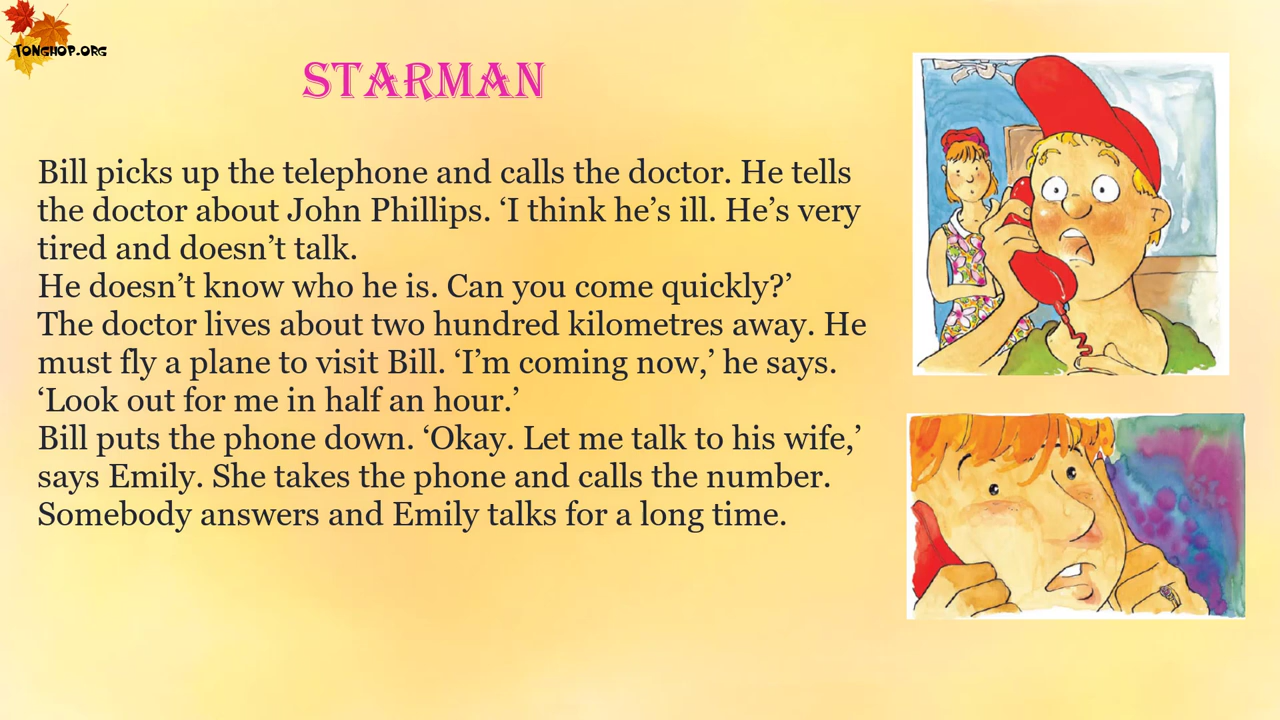 TONGHOP.ORG
STARMAN
Bill picks up the telephone and calls the doctor. He tells
the doctor about John Phillips. ‘I think he’s ill. He’s very
tired and doesn’t talk.
He doesn’t know who he is. Can you come quickly?’
The doctor lives about two hundred kilometres away. He
must fly a plane to visit Bill. ‘I’m coming now,’ he says.
‘Look out for me in half an hour.’
Bill puts the phone down. ‘Okay. Let me talk to his wife,’
says Emily. She takes the phone and calls the number.
Somebody answers and Emily talks for a long time.